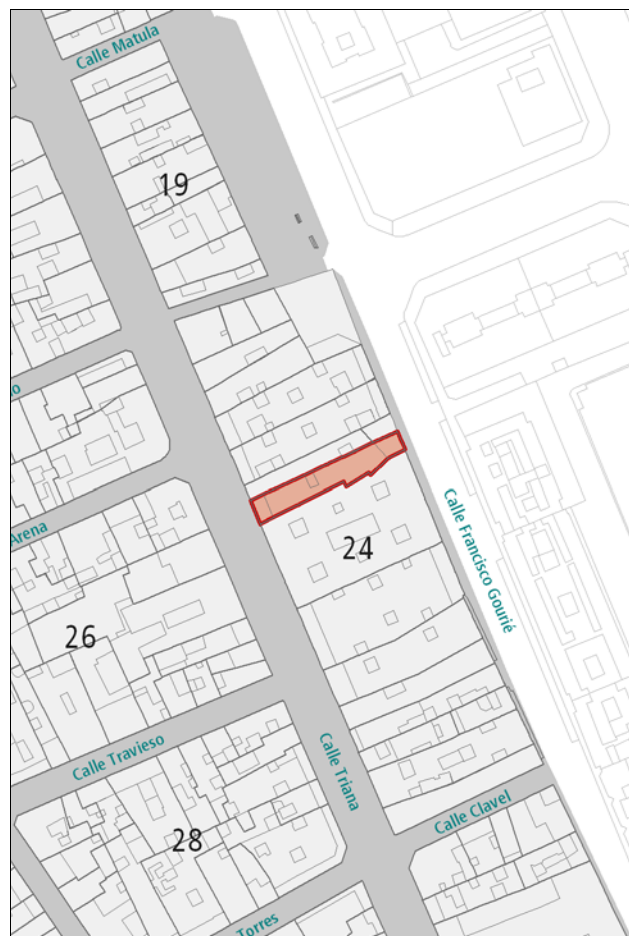 Calle Matula
19
o
Arena
24
Calle Francisco Gourié
26
Calle Travieso
Calle Triana
Calle Clavel
28
Torres